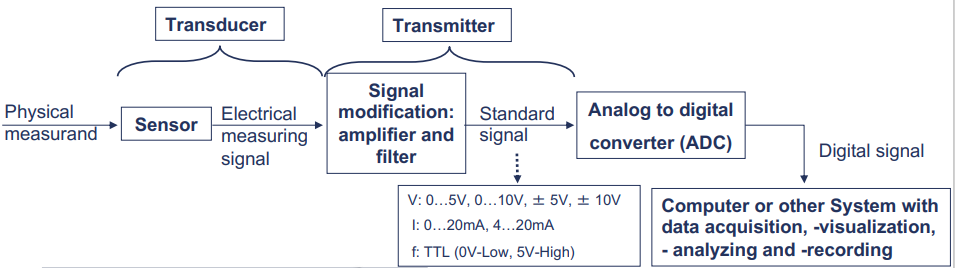 Transducer
Transmitter
Physical
measurand
Sensor
Electrical
measuring
signal
Signal
modification:
amplifier and
filter
Standard
signal
Analog to digital
converter (ADC)
Digital signal
V: 0...5V, 0...10V, ± 5V, ± 10V
I: 0...20mA, 4...20mA
f: TTL (0V-Low, 5V-High)
Computer or other System with
data acquisition, -visualization,
- analyzing and -recording